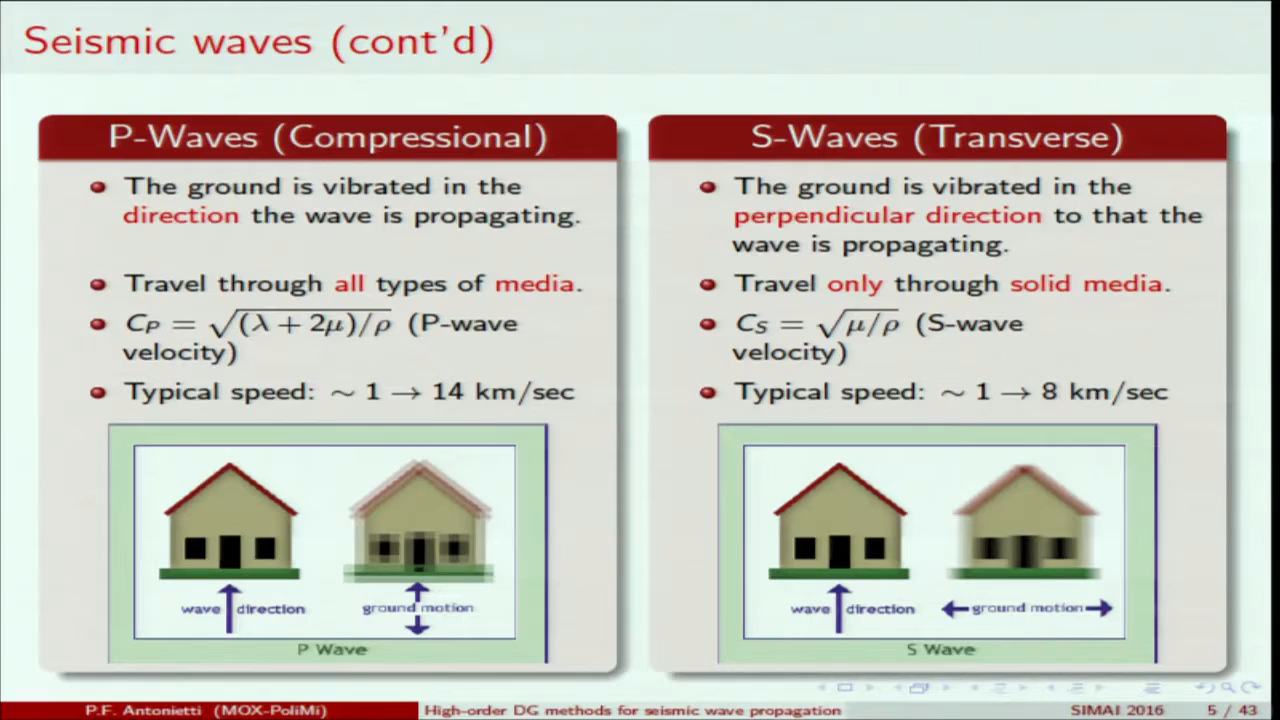 Seismic waves (cont'd)
P-Waves (Compressional)
The ground is vibrated in the
direction the wave is propagating.
Travel through all types of media.
C_P = √(λ + 2μ)/ρ (P-wave
velocity)
Typical speed: ∼ 1 → 14 km/sec
wave direction
ground motion
P Wave
S-Waves (Transverse)
The ground is vibrated in the
perpendicular direction to that the
wave is propagating.
Travel only through solid media.
C_S = √μ/ρ (S-wave
velocity)
Typical speed: ∼ 1 → 8 km/sec
wave direction
ground motion
S Wave
P.F. Antonietti (MOX-PoliMi)
High-order DG methods for seismic wave propagation
SIMAI 2016
5 / 43